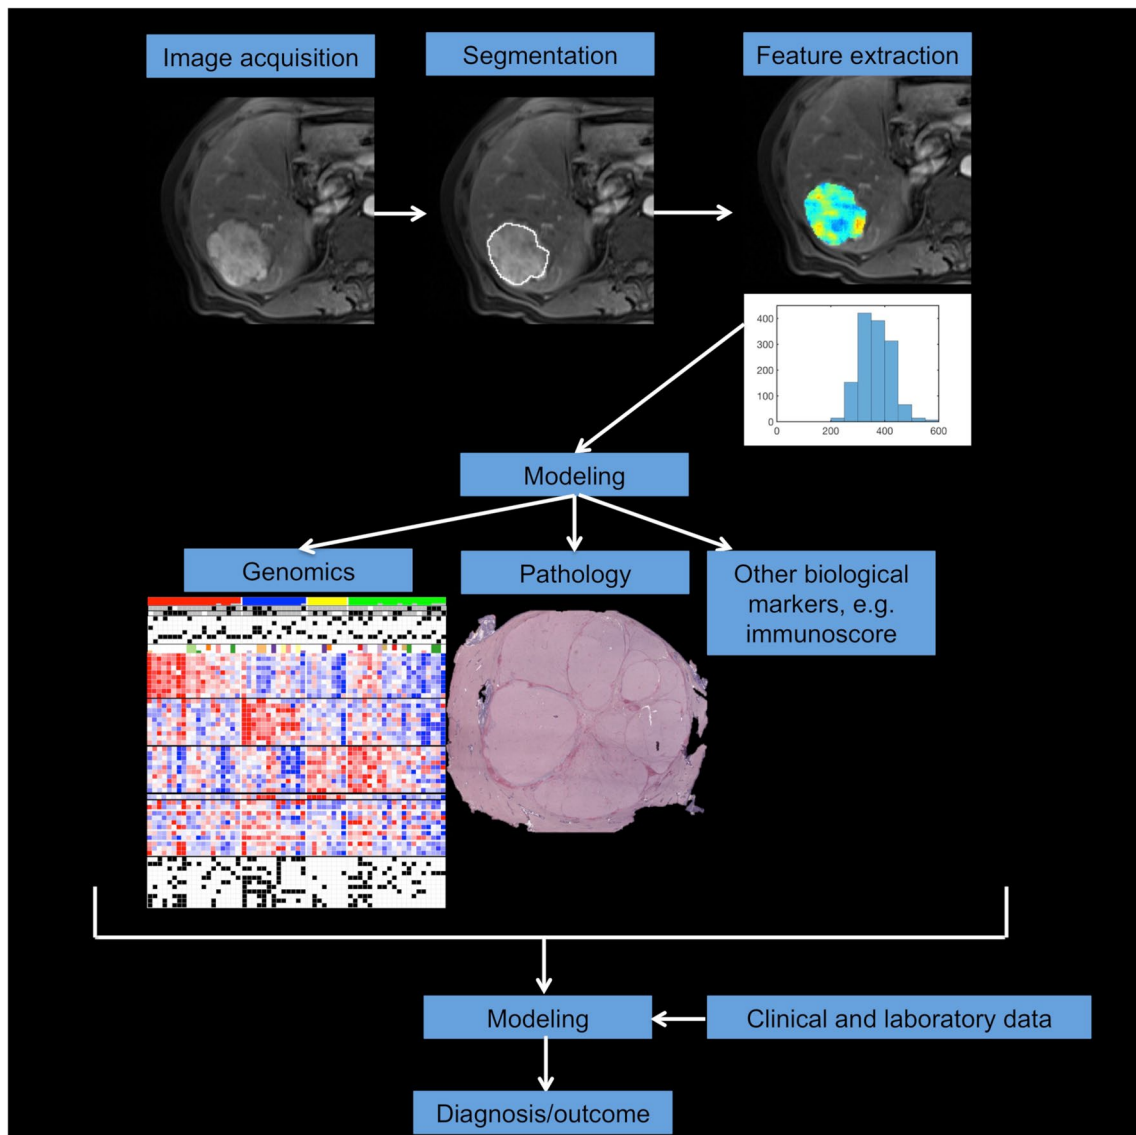 Image acquisition
Segmentation
Feature extraction
400
300
200
100
0
0
200
400
600
Modeling
Genomics
Pathology
Other biological
markers, e.g.
immunoscore
Modeling
Clinical and laboratory data
Diagnosis/outcome